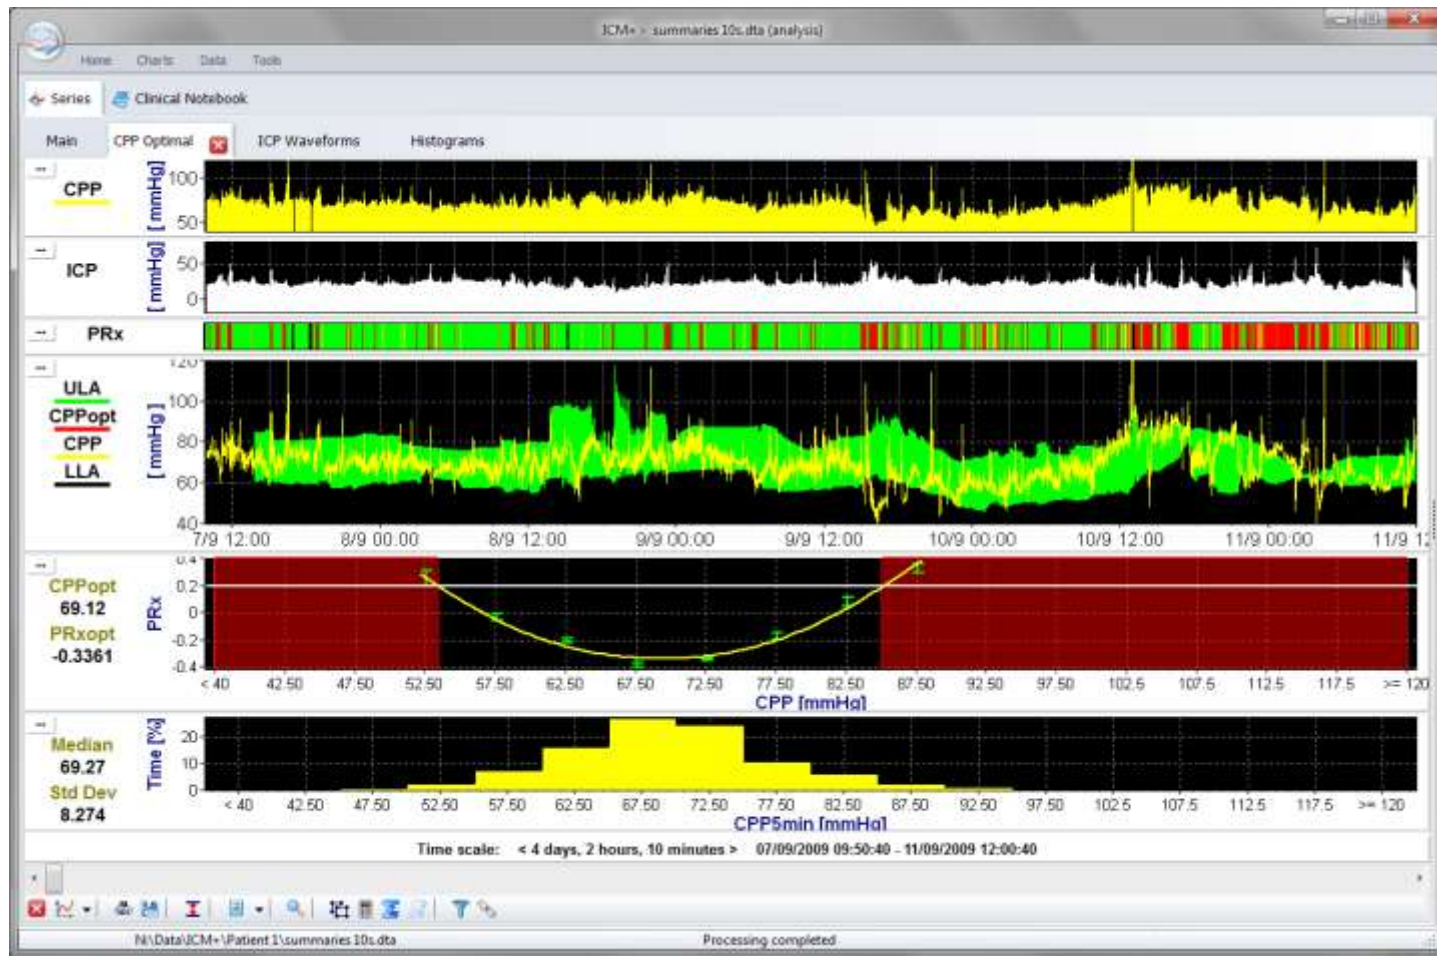 ICM+ - summaries 10s.dta (analysis)
Home Charts Data Tools
Series Clinical Notebook
Main CPP Optimal ICP Waveforms Histograms
CPP [mmHg] 100 50
ICP [mmHg] 50 0
PRx
ULA
CPPopt
CPP
LLA
[mmHg]
120
100
80
60
40
7/9 12:00 8/9 00:00 8/9 12:00 9/9 00:00 9/9 12:00 10/9 00:00 10/9 12:00 11/9 00:00 11/9 12
CPPopt
69.12
PRxopt
-0.3361
PRx
0.4
0.2
0
-0.2
-0.4
< 40 42.50 47.50 52.50 57.50 62.50 67.50 72.50 77.50 82.50 87.50 92.50 97.50 102.5 107.5 112.5 117.5 >= 120
CPP [mmHg]
Median
69.27
Std Dev
8.274
Time [%]
20
10
0
< 40 42.50 47.50 52.50 57.50 62.50 67.50 72.50 77.50 82.50 87.50 92.50 97.50 102.5 107.5 112.5 117.5 >= 120
CPP5min [mmHg]
Time scale: < 4 days, 2 hours, 10 minutes > 07/09/2009 09:50:40 - 11/09/2009 12:00:40
N:\Data\ICM+\Patient 1\summaries 10s.dta Processing completed